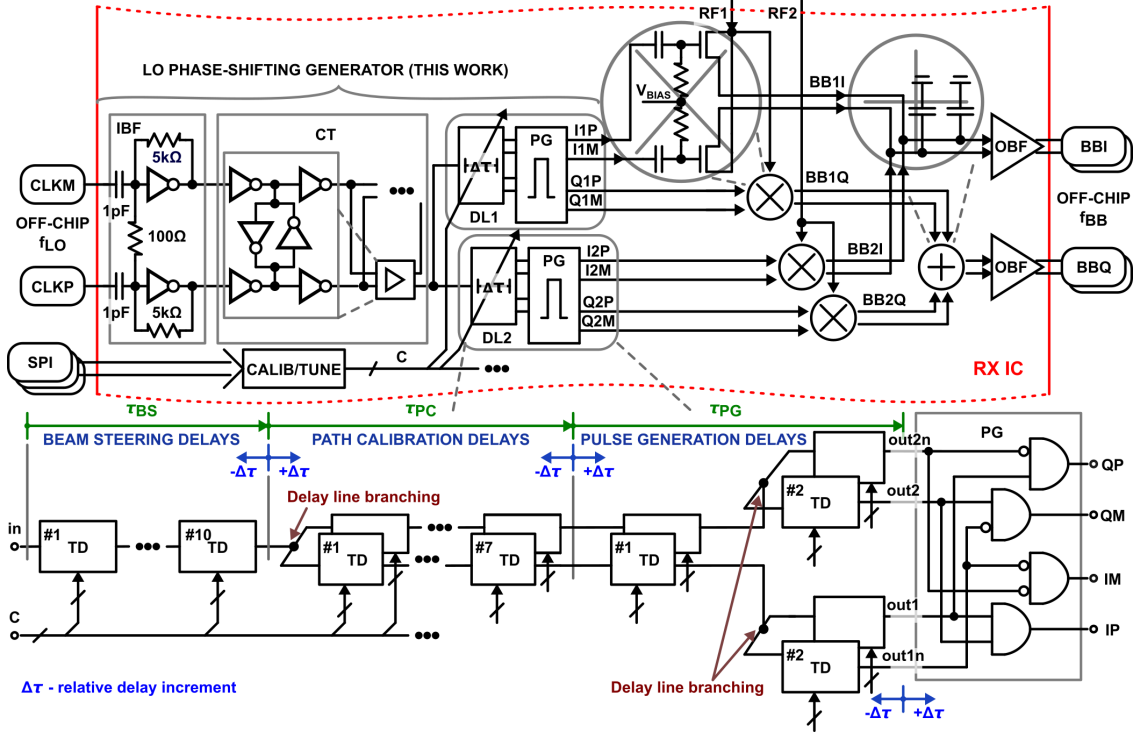 RF1
RF2
LO PHASE-SHIFTING GENERATOR (THIS WORK)
IBF
5kΩ
CT
Δτ
PG
I1P
I1M
Q1P
Q1M
DL1
V_BIAS
BB1I
BB1Q
OBF
BBI
CLKM
1pF
OFF-CHIP
f_LO
100Ω
OFF-CHIP
f_BB
CLKP
1pF
5kΩ
Δτ
PG
I2P
I2M
Q2P
Q2M
DL2
BB2I
BB2Q
OBF
BBQ
SPI
CALIB/TUNE
C
RX IC
τ_BS
τ_PC
τ_PG
BEAM STEERING DELAYS
PATH CALIBRATION DELAYS
PULSE GENERATION DELAYS
-Δτ
+Δτ
-Δτ
+Δτ
Delay line branching
in
#1
TD
#10
TD
#1
TD
#7
TD
#1
TD
#2
TD
out2n
out2
PG
QP
QM
IM
IP
C
#2
TD
out1
out1n
Delay line branching
-Δτ
+Δτ
Δτ - relative delay increment